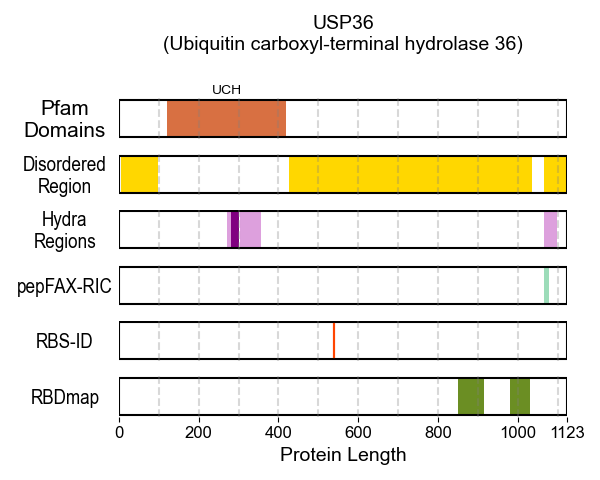 USP36
(Ubiquitin carboxyl-terminal hydrolase 36)
UCH
Pfam
Domains
Disordered
Region
Hydra
Regions
pepFAX-RIC
RBS-ID
RBDmap
0 200 400 600 800 1000 1123
Protein Length